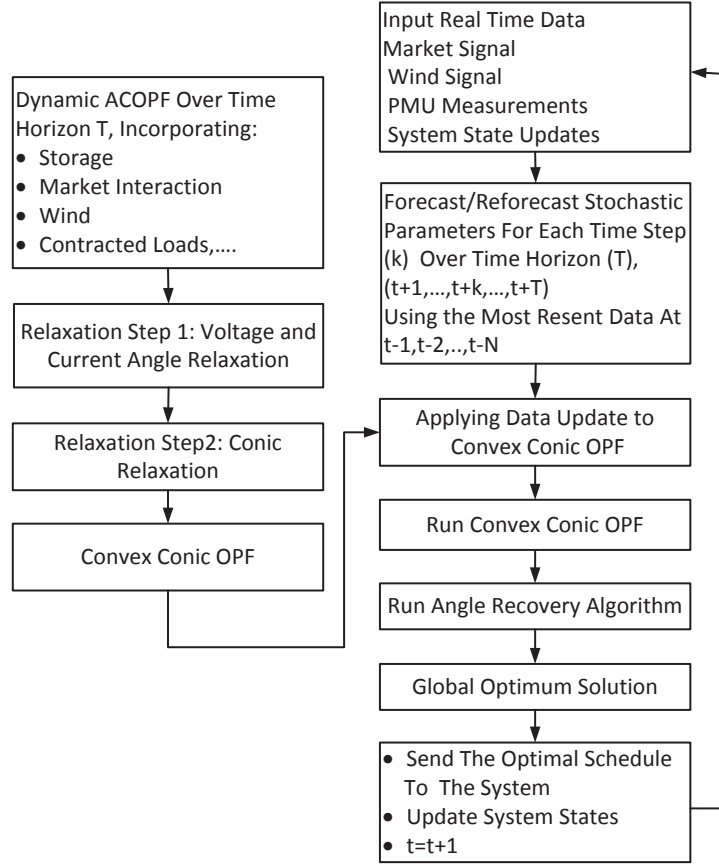 Dynamic ACOPF Over Time
Horizon T, Incorporating:
• Storage
• Market Interaction
• Wind
• Contracted Loads,....
Relaxation Step 1: Voltage and
Current Angle Relaxation
Relaxation Step2: Conic
Relaxation
Convex Conic OPF
Input Real Time Data
Market Signal
Wind Signal
PMU Measurements
System State Updates
Forecast/Reforecast Stochastic
Parameters For Each Time Step
(k) Over Time Horizon (T),
(t+1,...,t+k,...,t+T)
Using the Most Resent Data At
t-1,t-2,..,t-N
Applying Data Update to
Convex Conic OPF
Run Convex Conic OPF
Run Angle Recovery Algorithm
Global Optimum Solution
• Send The Optimal Schedule
To The System
• Update System States
• t=t+1